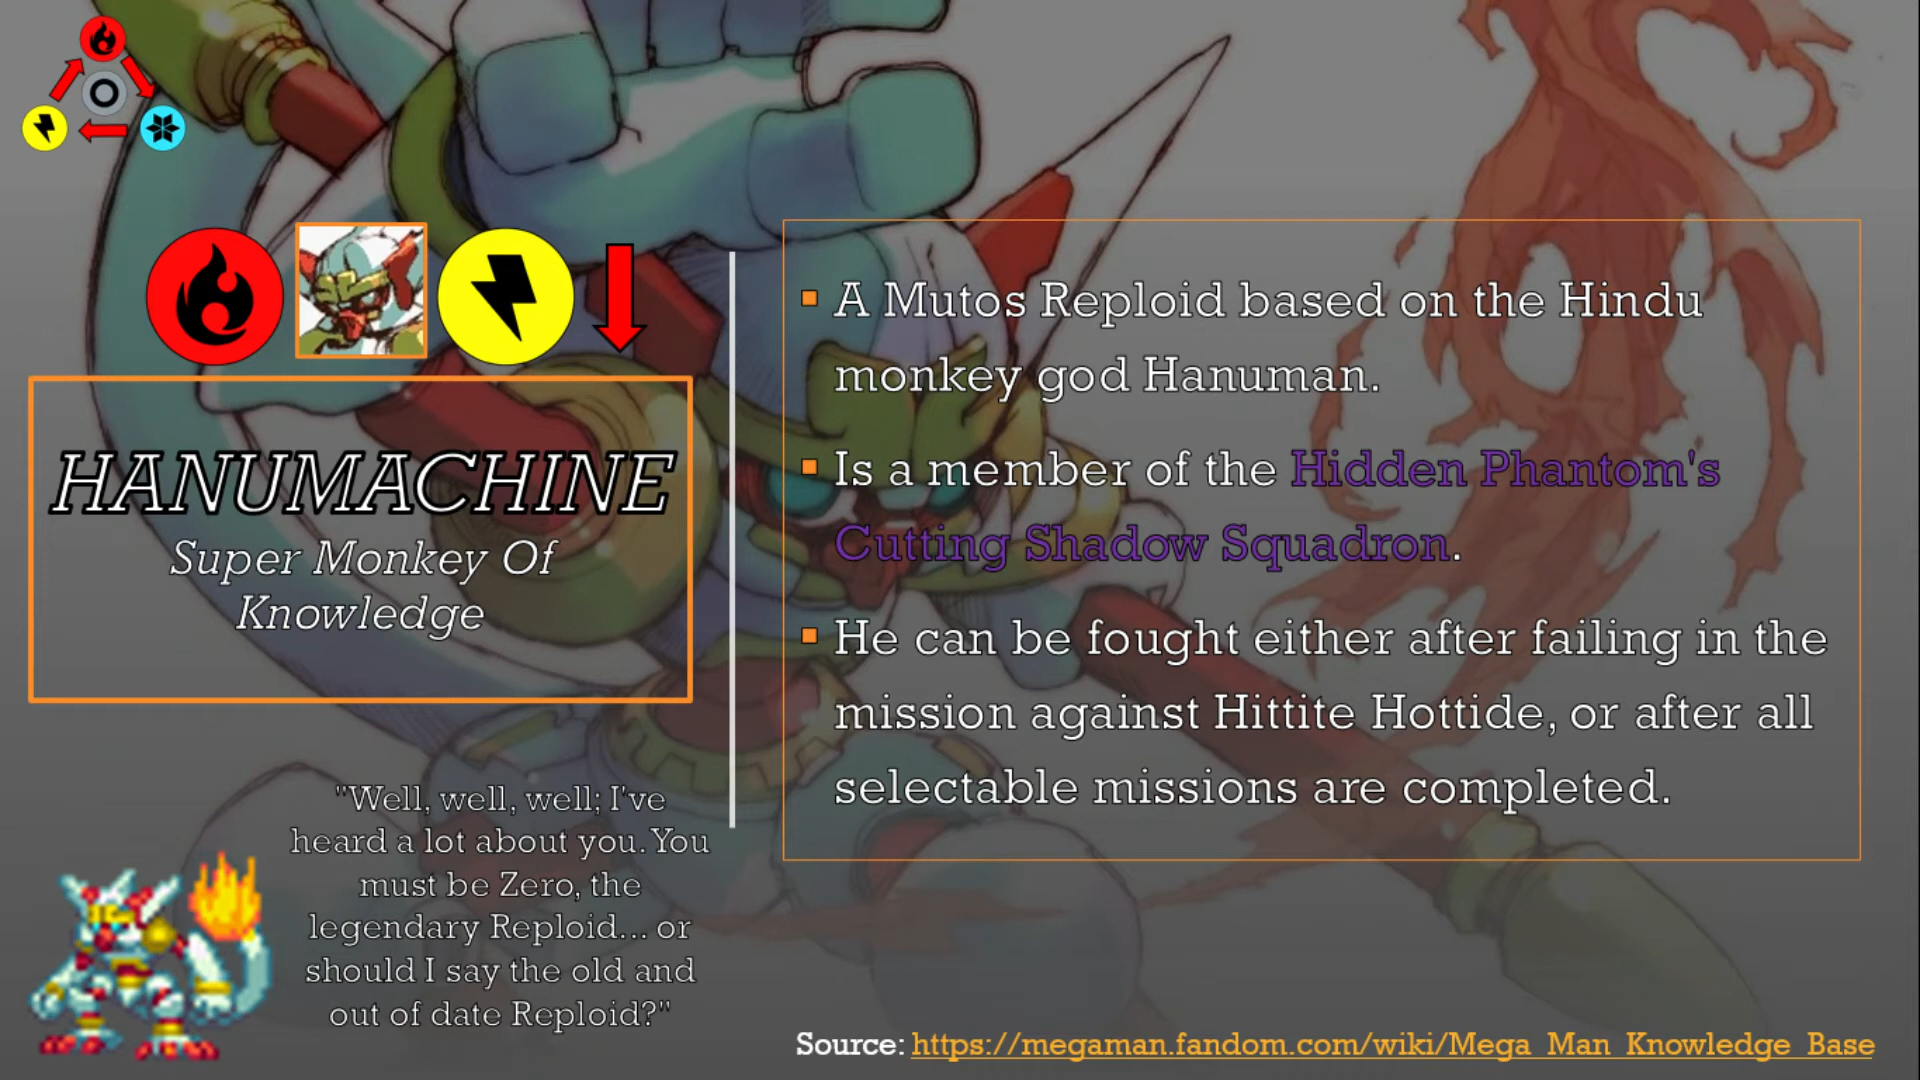 HANUMACHINE
Super Monkey Of
Knowledge
"Well, well, well; I've
heard a lot about you. You
must be Zero, the
legendary Reploid... or
should I say the old and
out of date Reploid?"
A Mutos Reploid based on the Hindu
monkey god Hanuman.
Is a member of the Hidden Phantom's
Cutting Shadow Squadron.
He can be fought either after failing in the
mission against Hittite Hottide, or after all
selectable missions are completed.
Source: https://megaman.fandom.com/wiki/Mega_Man_Knowledge_Base